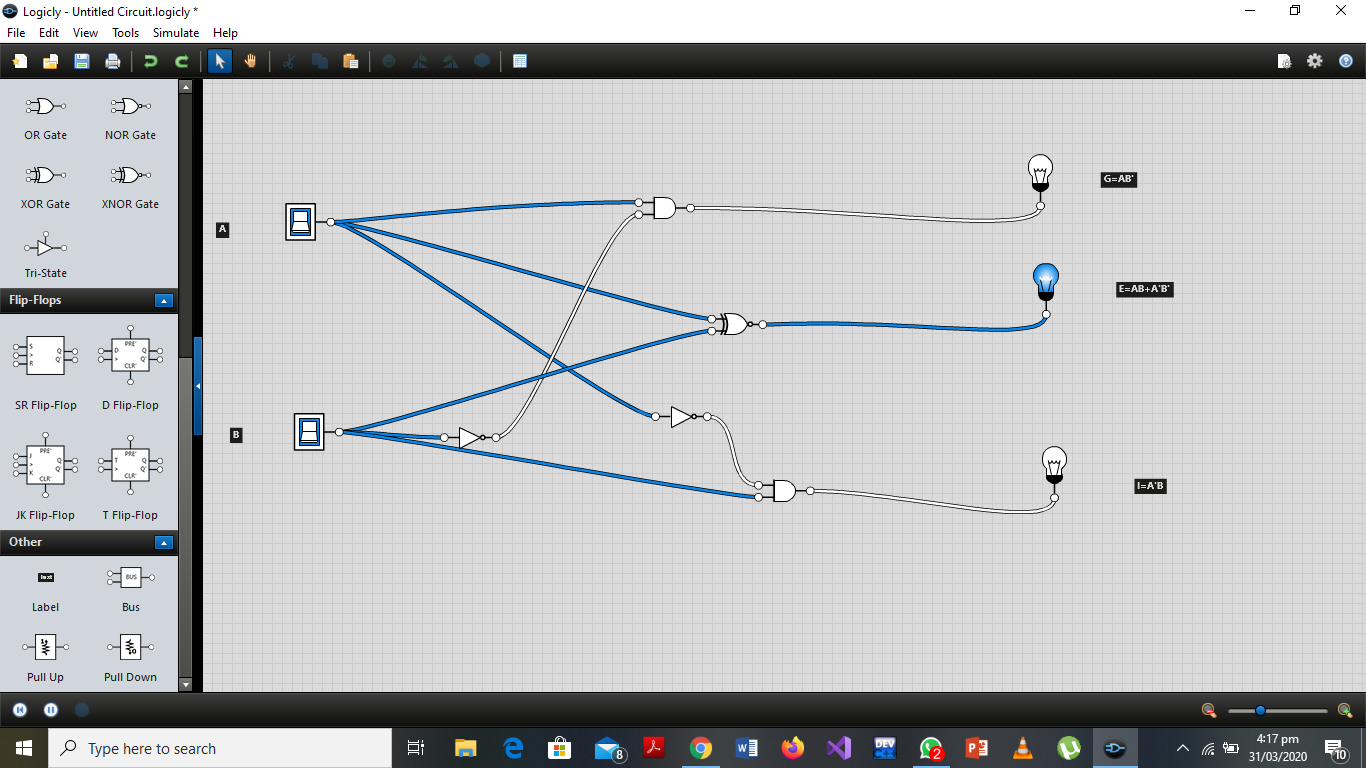 Logicly - Untitled Circuit.logicly *
File Edit View Tools Simulate Help
OR Gate NOR Gate
XOR Gate XNOR Gate
Tri-State
Flip-Flops
S > R Q Q'
PRE' D > Q Q' CLR'
SR Flip-Flop D Flip-Flop
PRE' J > K Q Q' CLR'
PRE' T > Q Q' CLR'
JK Flip-Flop T Flip-Flop
Other
text BUS
Label Bus
Pull Up Pull Down
A
B
G=AB'
E=AB+A'B'
I=A'B
Type here to search
8
W
DEV
2
P
4:17 pm
31/03/2020
10